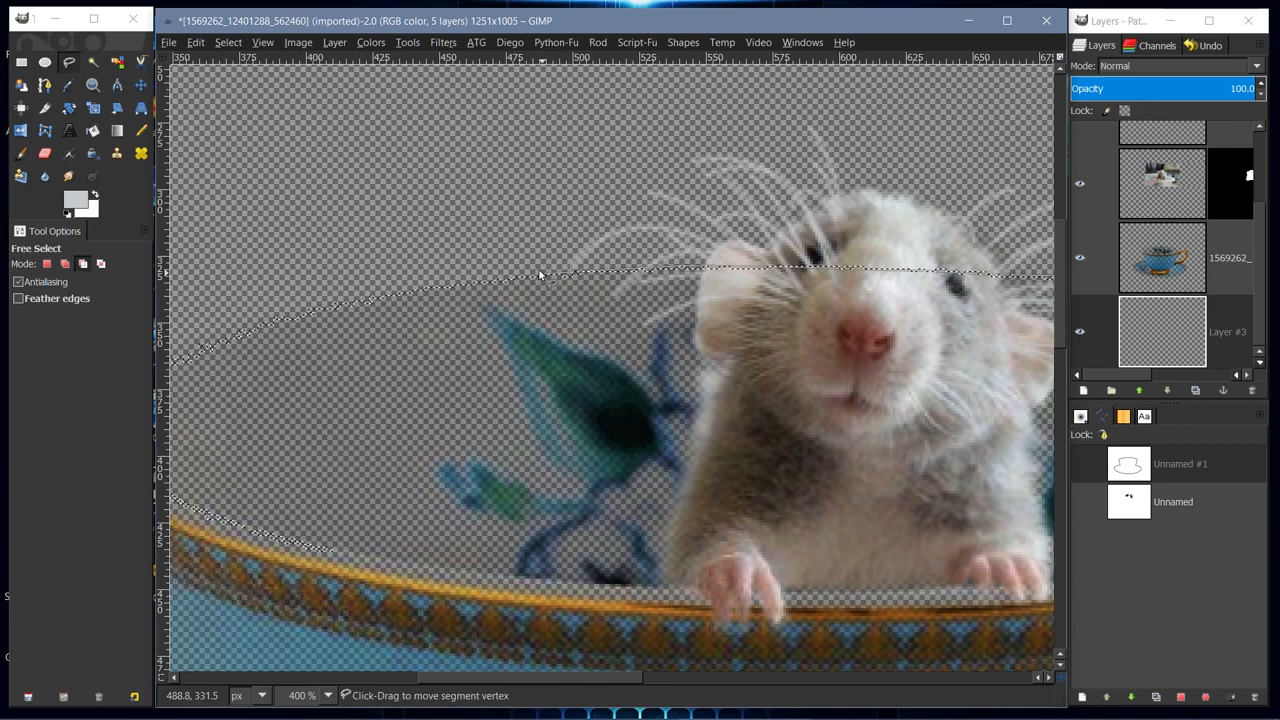 *[1569262_12401288_562460] (imported)-2.0 (RGB color, 5 layers) 1251x1005 – GIMP
Layers - Pat...
File Edit Select View Image Layer Colors Tools Filters ATG Diego Python-Fu Rod Script-Fu Shapes Temp Video Windows Help
Layers Channels Undo
Mode: Normal
Opacity 100.0
Lock:
350 375 400 425 450 475 500 525 550 575 600 625 650 675
Tool Options
Free Select
Mode:
Antialiasing
Feather edges
1569262_
Layer #3
Lock:
Unnamed #1
Unnamed
488.8, 331.5 px 400 % Click-Drag to move segment vertex